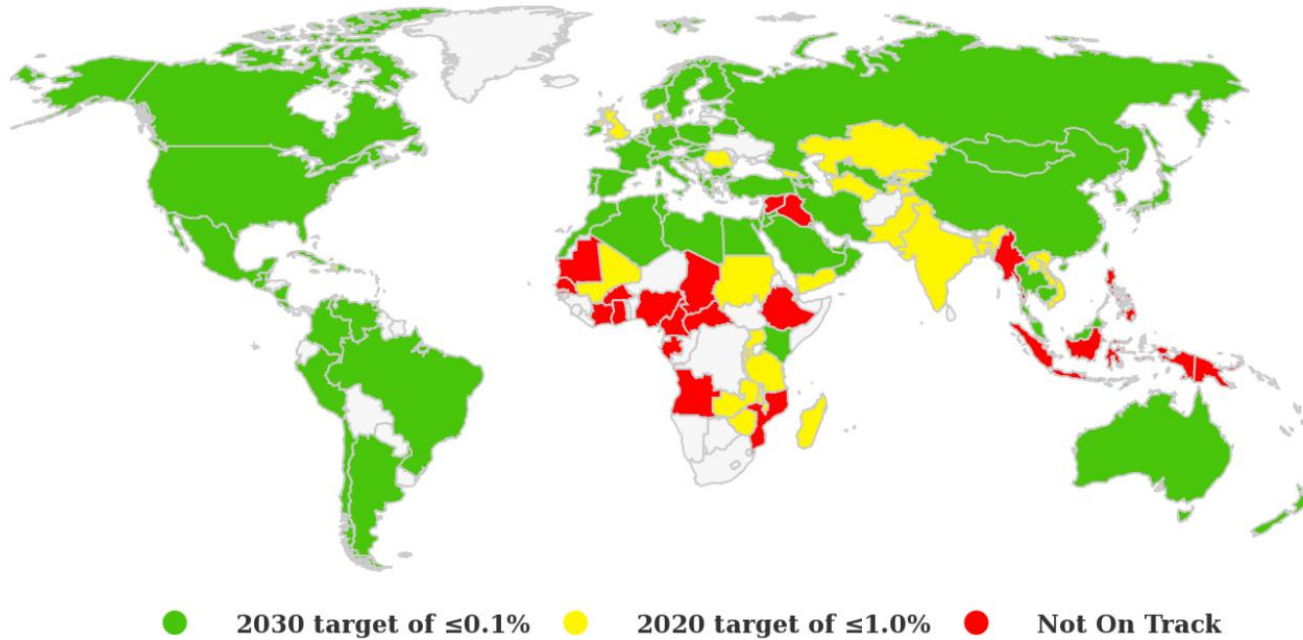 2030 target of ≤0.1% 2020 target of ≤1.0% Not On Track